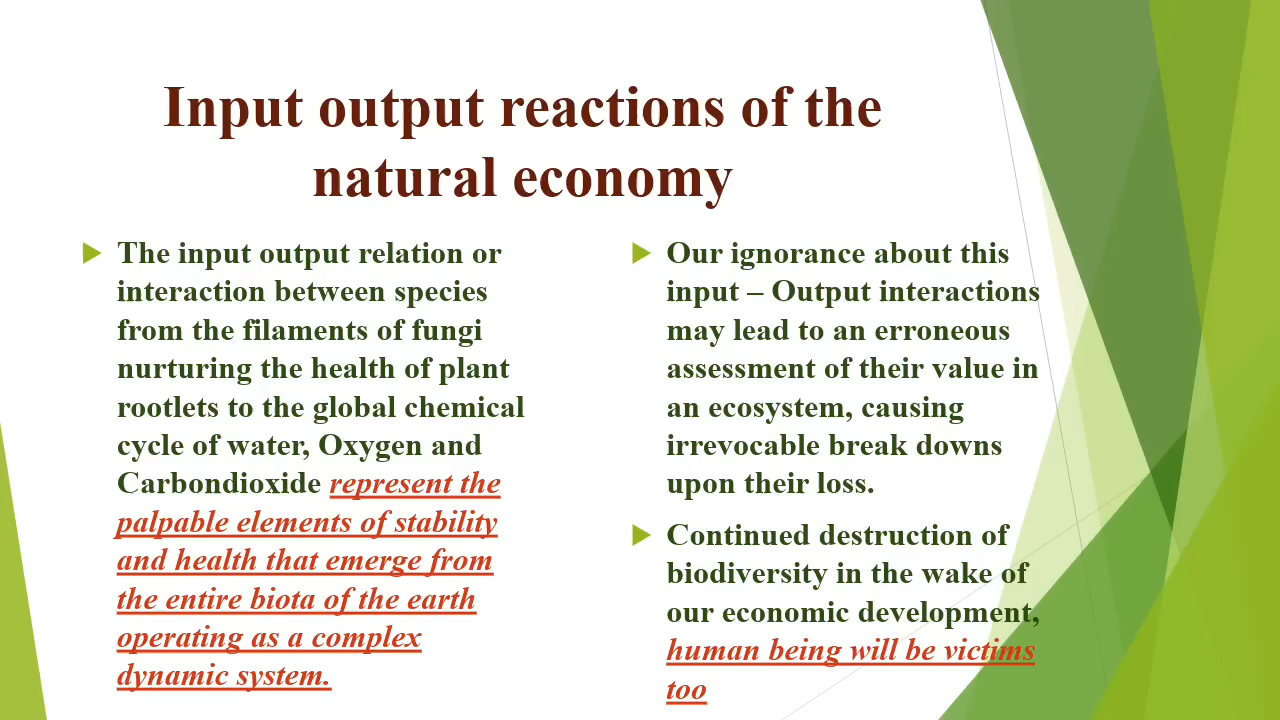 Input output reactions of the
natural economy
The input output relation or
interaction between species
from the filaments of fungi
nurturing the health of plant
rootlets to the global chemical
cycle of water, Oxygen and
Carbondioxide represent the
palpable elements of stability
and health that emerge from
the entire biota of the earth
operating as a complex
dynamic system.
Our ignorance about this
input – Output interactions
may lead to an erroneous
assessment of their value in
an ecosystem, causing
irrevocable break downs
upon their loss.
Continued destruction of
biodiversity in the wake of
our economic development,
human being will be victims
too